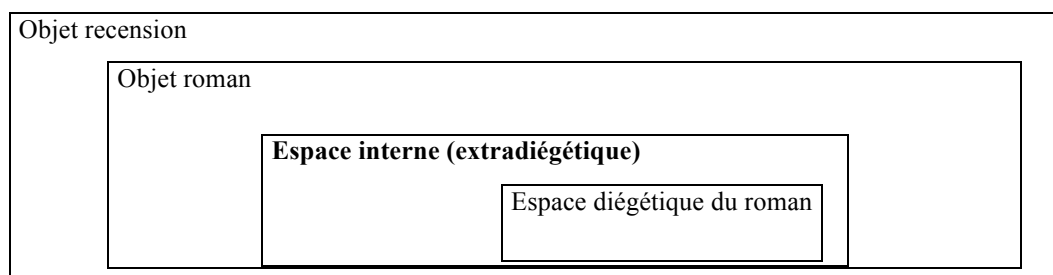 Objet recension
Objet roman
Espace interne (extradiégétique)
Espace diégétique du roman